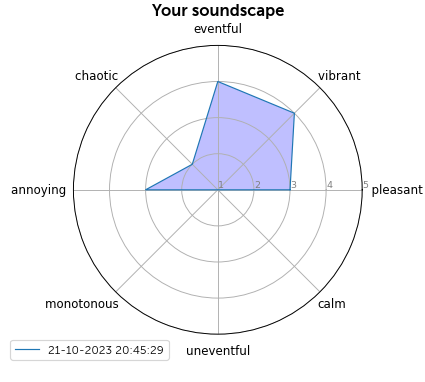 Your soundscape
eventful
chaotic
vibrant
annoying
1 2 3 4 5
pleasant
monotonous
calm
21-10-2023 20:45:29
uneventful